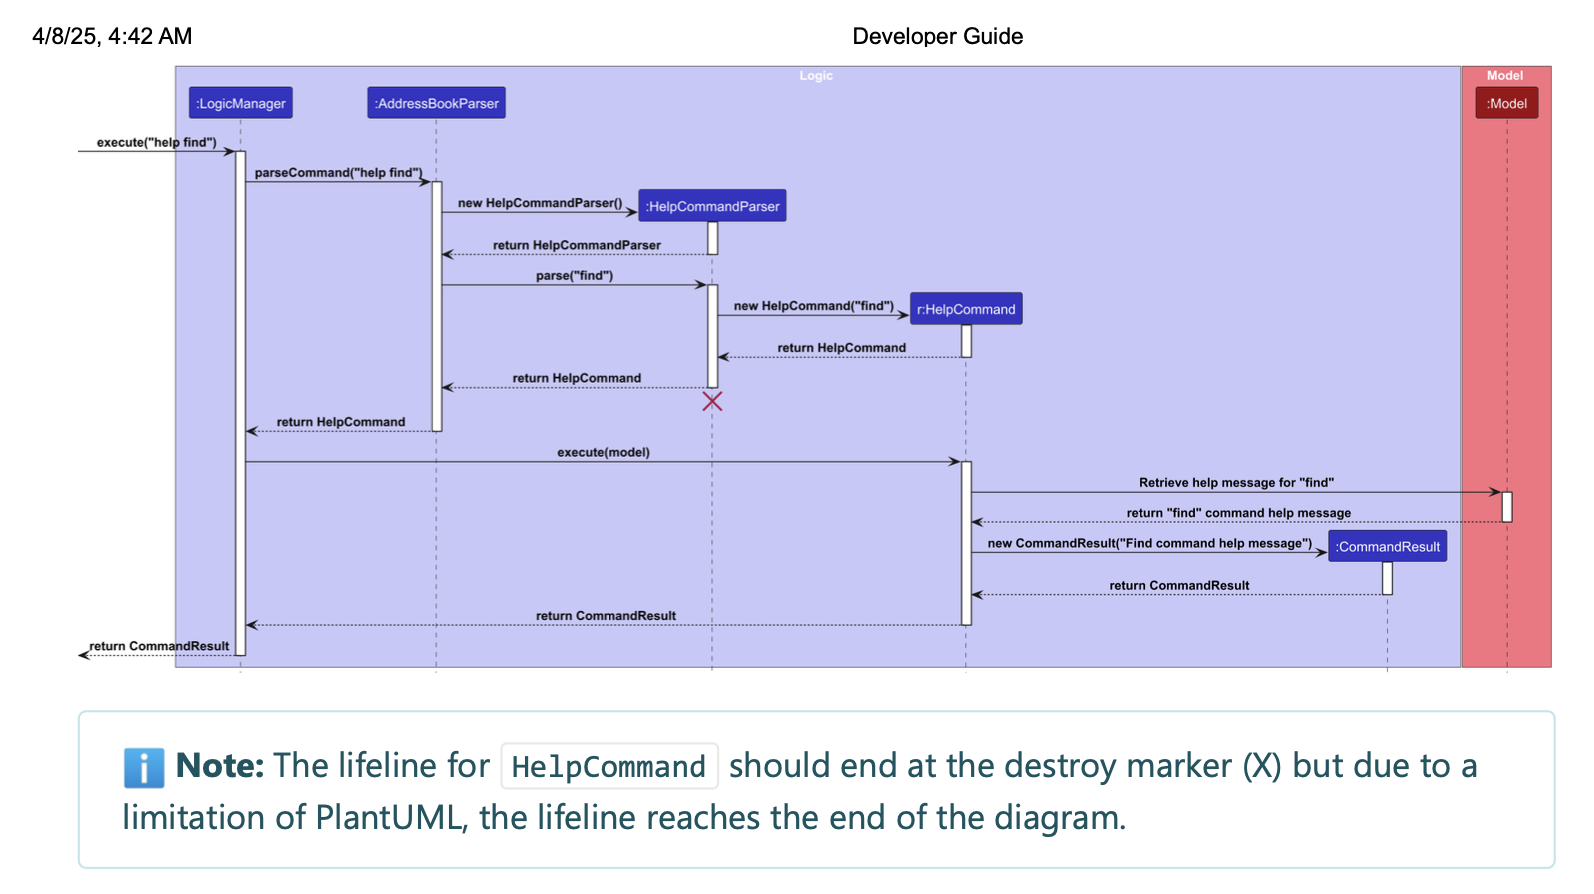 4/8/25, 4:42 AM
Developer Guide
Logic
Model
:LogicManager
:AddressBookParser
:Model
execute("help find")
parseCommand("help find")
new HelpCommandParser()
:HelpCommandParser
return HelpCommandParser
parse("find")
new HelpCommand("find")
r:HelpCommand
return HelpCommand
return HelpCommand
return HelpCommand
execute(model)
Retrieve help message for "find"
return "find" command help message
new CommandResult("Find command help message")
:CommandResult
return CommandResult
return CommandResult
return CommandResult
Note: The lifeline for HelpCommand should end at the destroy marker (X) but due to a
limitation of PlantUML, the lifeline reaches the end of the diagram.